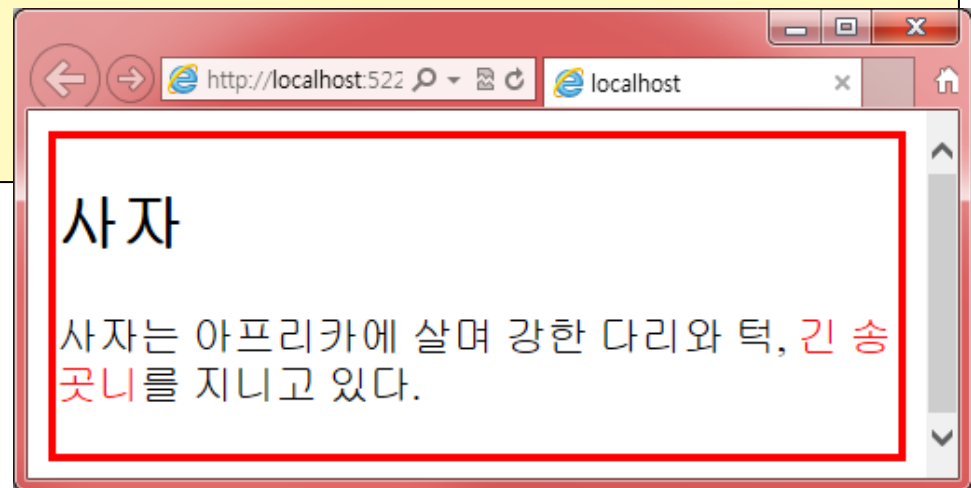 http://localhost:522
localhost
사자
사자는 아프리카에 살며 강한 다리와 턱, 긴 송
곳니를 지니고 있다.